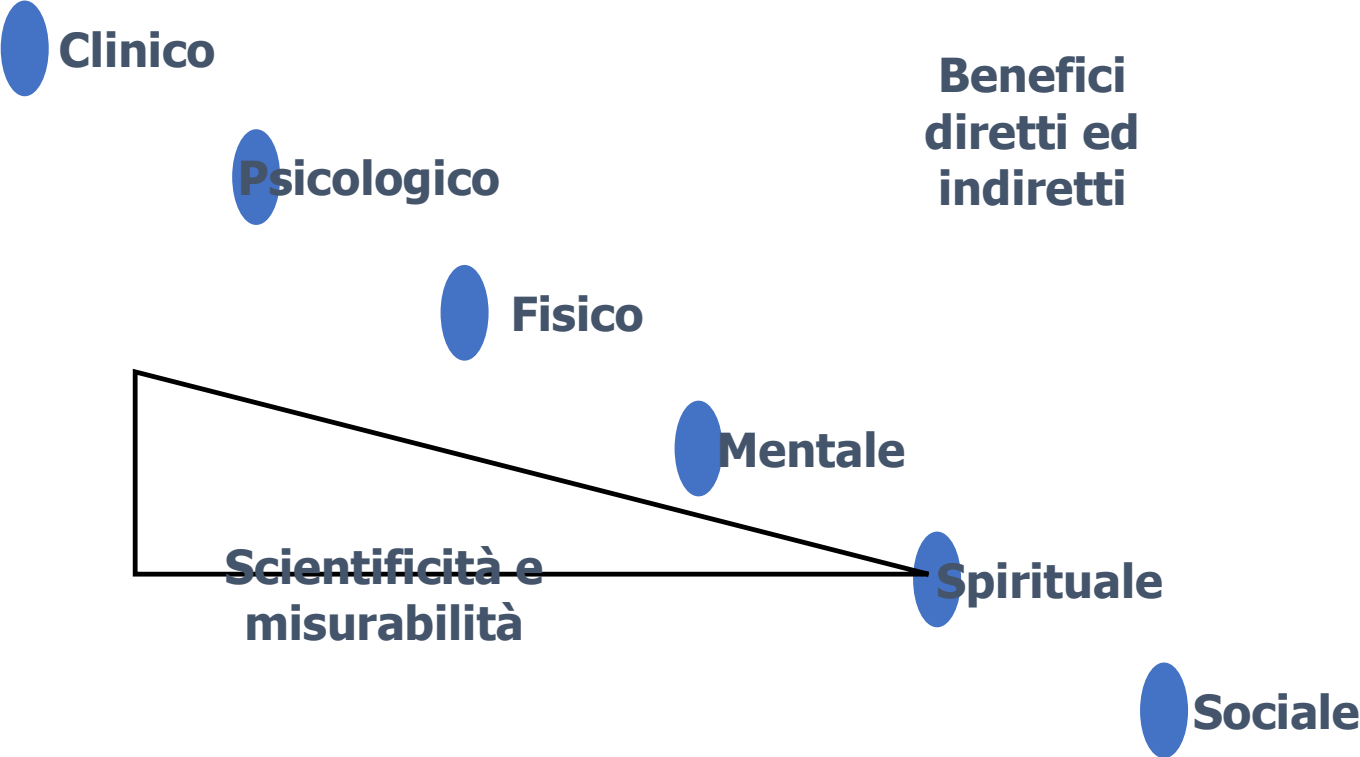 Clinico
Benefici
diretti ed
indiretti
Psicologico
Fisico
Mentale
Scientificità e
misurabilità
Spirituale
Sociale